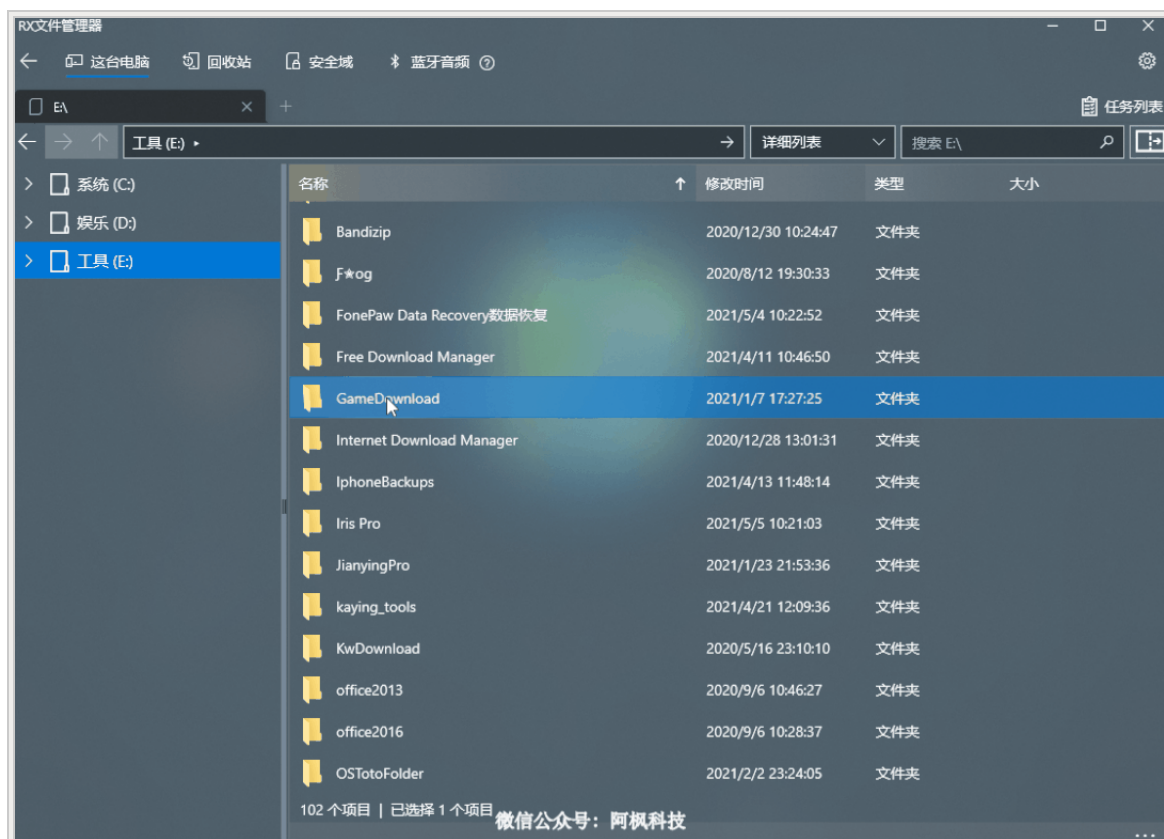 RX文件管理器
这台电脑 回收站 安全域 蓝牙音频
E:\ 任务列表
工具 (E:) 详细列表 搜索 E:\
系统 (C:)
娱乐 (D:)
工具 (E:)
名称 修改时间 类型 大小
Bandizip 2020/12/30 10:24:47 文件夹
Ƒ★og 2020/8/12 19:30:33 文件夹
FonePaw Data Recovery数据恢复 2021/5/4 10:22:52 文件夹
Free Download Manager 2021/4/11 10:46:50 文件夹
GameDownload 2021/1/7 17:27:25 文件夹
Internet Download Manager 2020/12/28 13:01:31 文件夹
IphoneBackups 2021/4/13 11:48:14 文件夹
Iris Pro 2021/5/5 10:21:03 文件夹
JianyingPro 2021/1/23 21:53:36 文件夹
kaying_tools 2021/4/21 12:09:36 文件夹
KwDownload 2020/5/16 23:10:10 文件夹
office2013 2020/9/6 10:46:27 文件夹
office2016 2020/9/6 10:28:37 文件夹
OSTotoFolder 2021/2/2 23:24:05 文件夹
102 个项目 | 已选择 1 个项目
微信公众号：阿枫科技